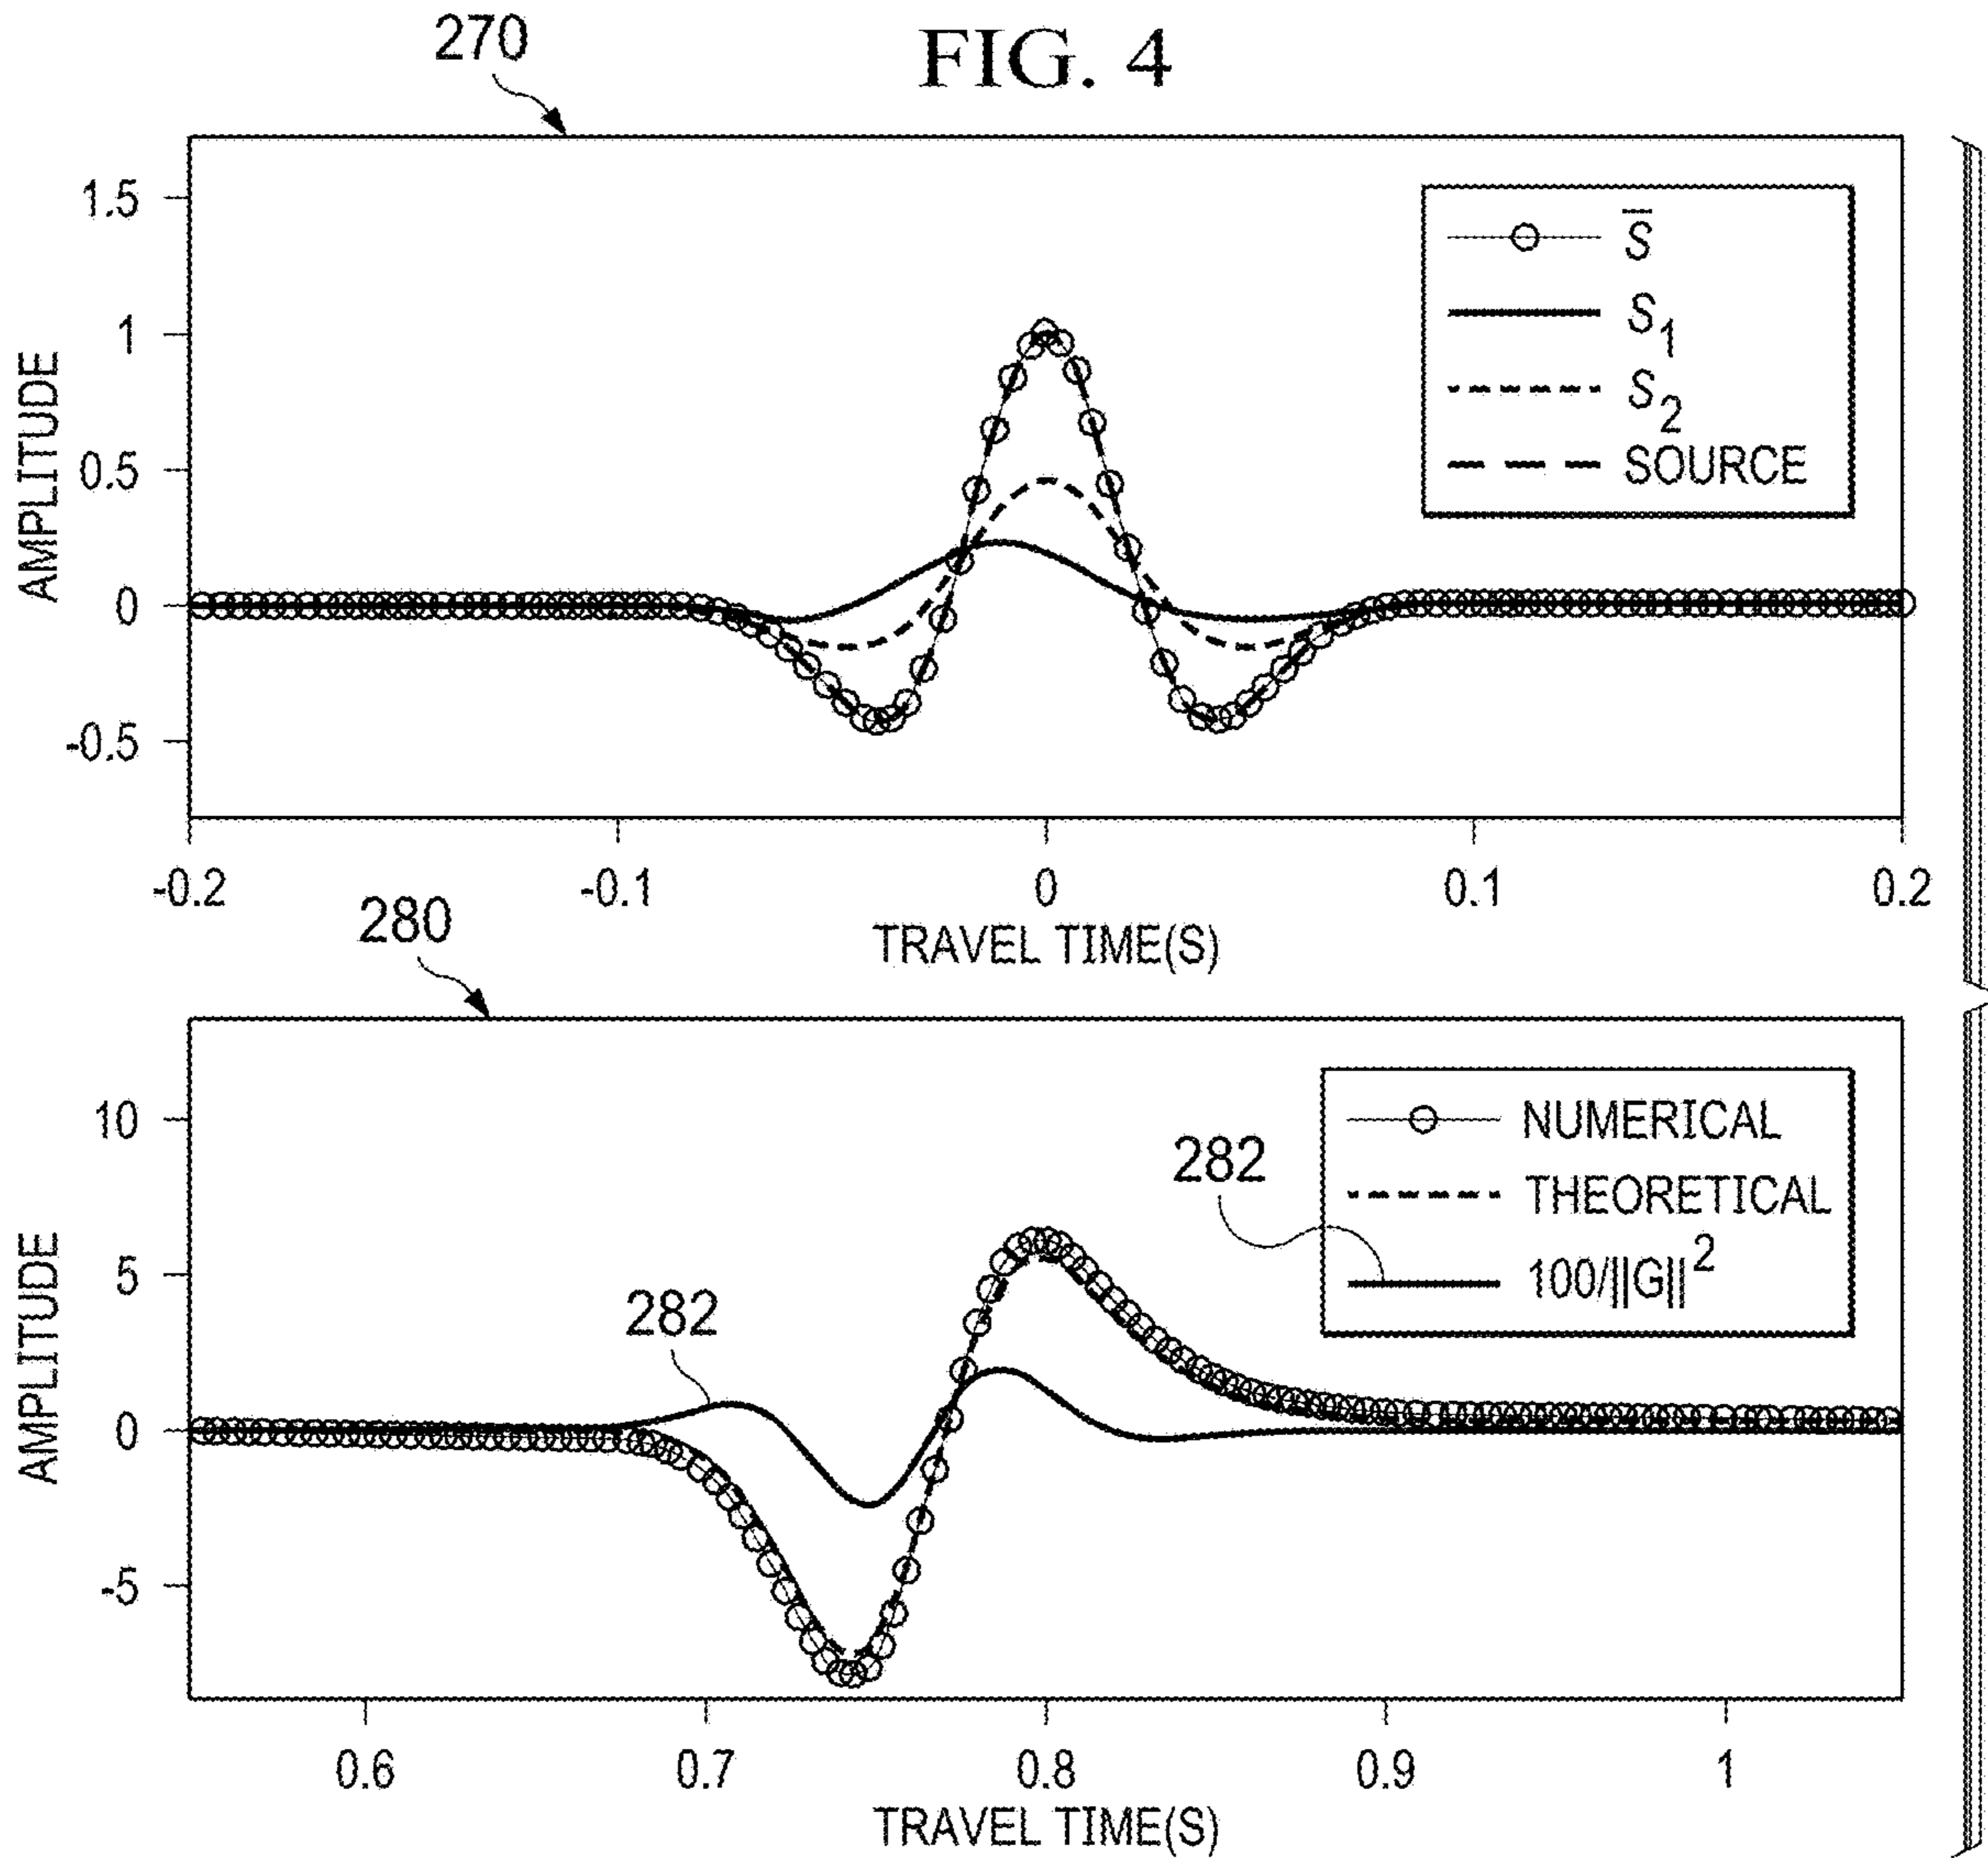 FIG. 4
270
1.5
1
0.5
0
-0.5
AMPLITUDE
S̅
S1
S2
SOURCE
-0.2
-0.1
0
0.1
0.2
TRAVEL TIME(S)
280
10
5
0
-5
AMPLITUDE
282
282
NUMERICAL
THEORETICAL
100/||G||²
0.6
0.7
0.8
0.9
1
TRAVEL TIME(S)